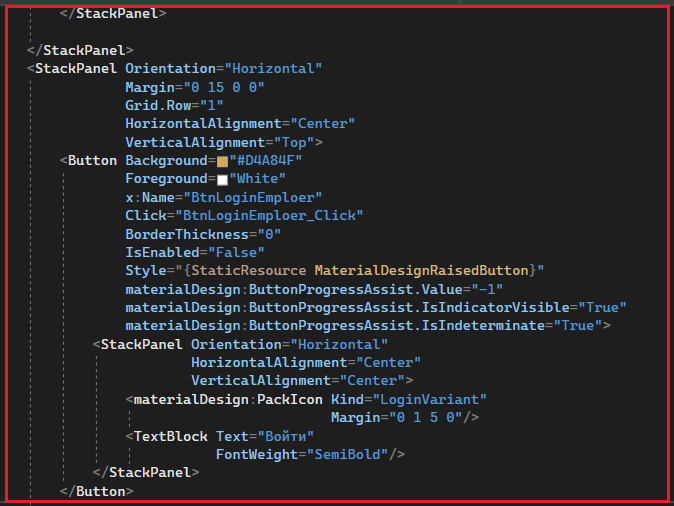 </StackPanel>
</StackPanel>
<StackPanel Orientation="Horizontal"
Margin="0 15 0 0"
Grid.Row="1"
HorizontalAlignment="Center"
VerticalAlignment="Top">
<Button Background="#D4A84F"
Foreground="White"
x:Name="BtnLoginEmploer"
Click="BtnLoginEmploer_Click"
BorderThickness="0"
IsEnabled="False"
Style="{StaticResource MaterialDesignRaisedButton}"
materialDesign:ButtonProgressAssist.Value="-1"
materialDesign:ButtonProgressAssist.IsIndicatorVisible="True"
materialDesign:ButtonProgressAssist.IsIndeterminate="True">
<StackPanel Orientation="Horizontal"
HorizontalAlignment="Center"
VerticalAlignment="Center">
<materialDesign:PackIcon Kind="LoginVariant"
Margin="0 1 5 0"/>
<TextBlock Text="Войти"
FontWeight="SemiBold"/>
</StackPanel>
</Button>